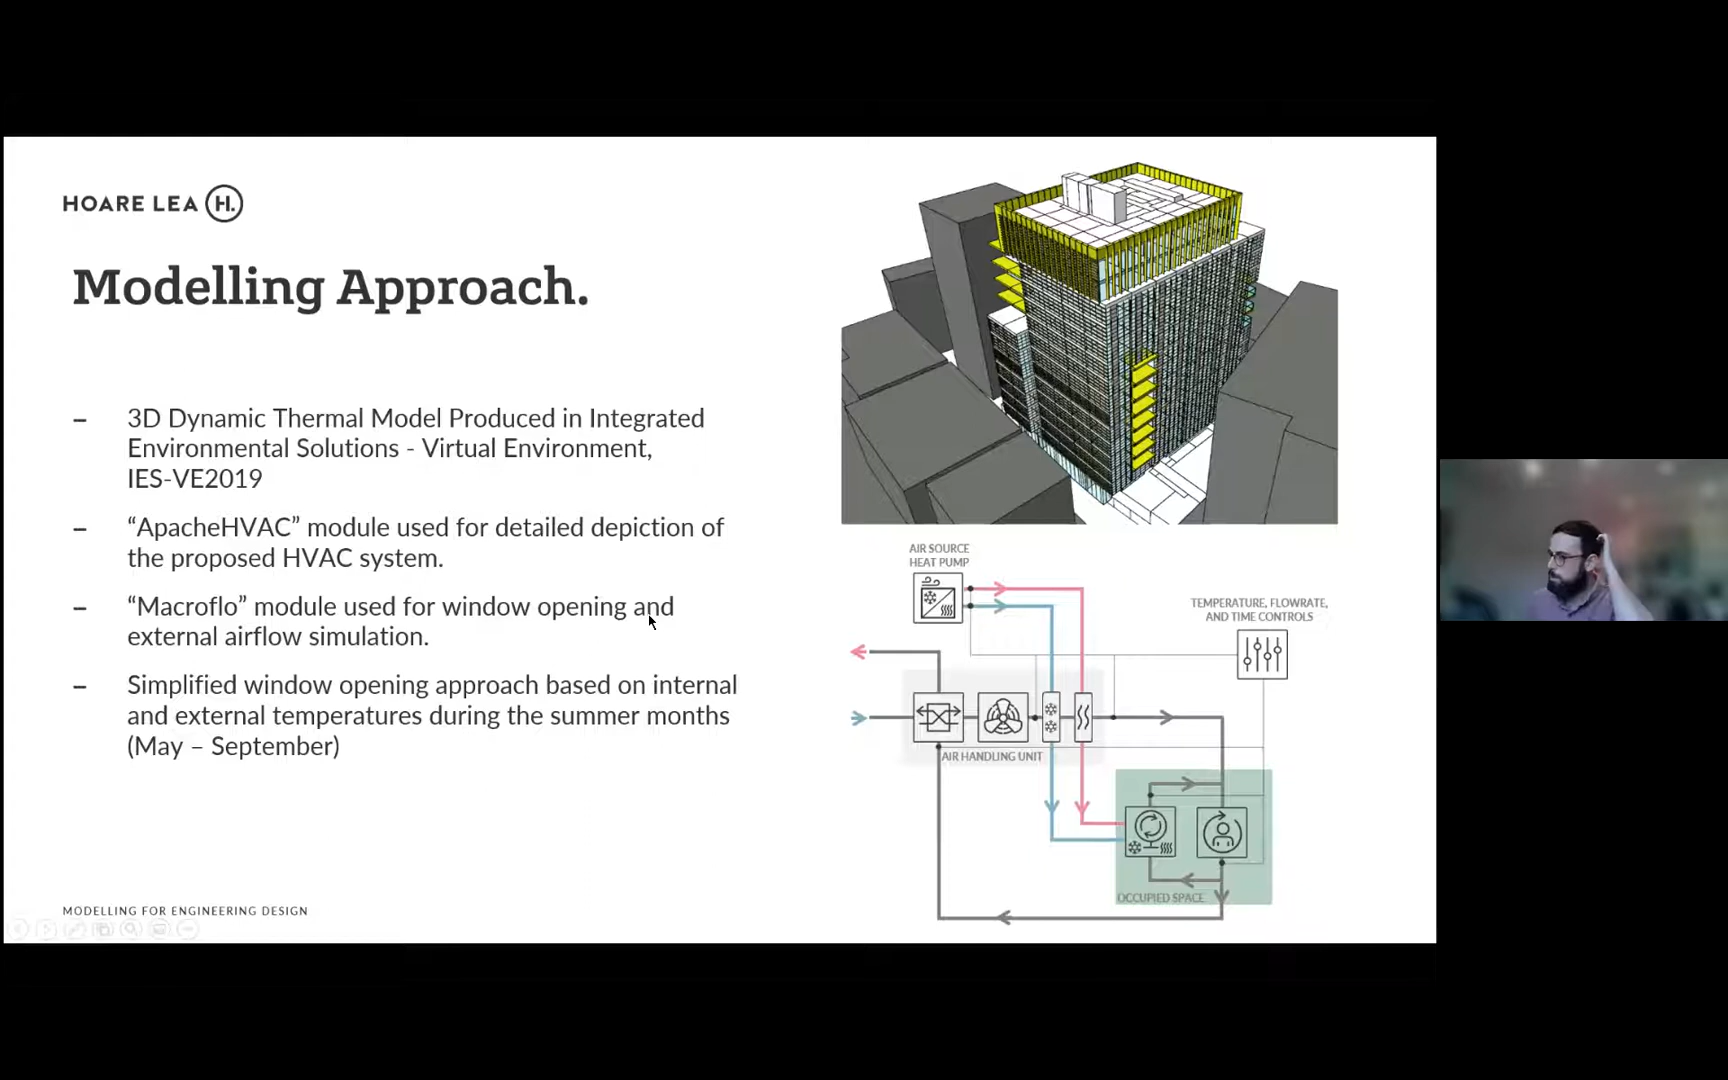 HOARE LEA H.
Modelling Approach.
– 3D Dynamic Thermal Model Produced in Integrated
Environmental Solutions - Virtual Environment,
IES-VE2019
– “ApacheHVAC” module used for detailed depiction of
the proposed HVAC system.
– “Macroflo” module used for window opening and
external airflow simulation.
– Simplified window opening approach based on internal
and external temperatures during the summer months
(May – September)
MODELLING FOR ENGINEERING DESIGN
AIR SOURCE
HEAT PUMP
TEMPERATURE, FLOWRATE,
AND TIME CONTROLS
AIR HANDLING UNIT
OCCUPIED SPACE